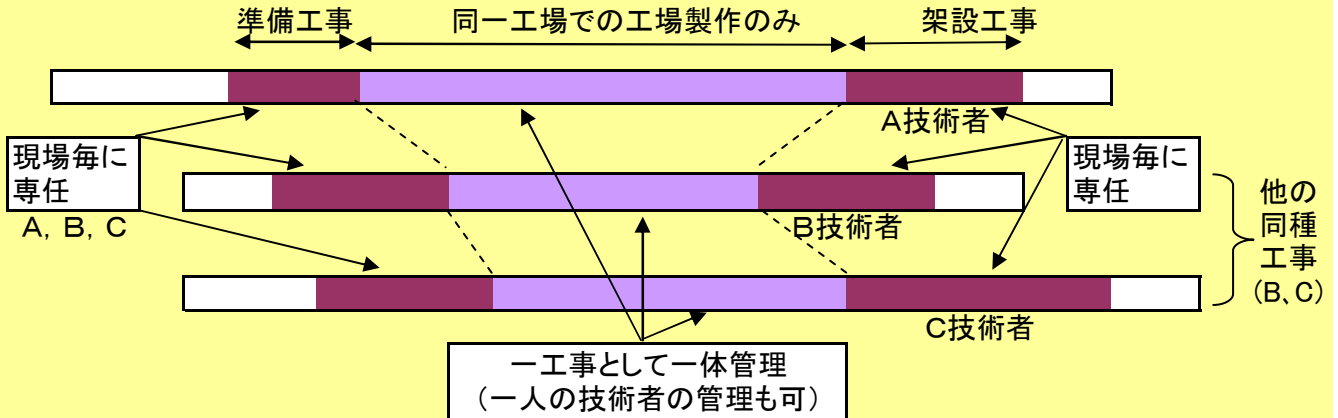 準備工事
同一工場での工場製作のみ
架設工事
A技術者
現場毎に
専任
A, B, C
現場毎に
専任
B技術者
他の
同種
工事
(B、C)
C技術者
一工事として一体管理
(一人の技術者の管理も可)